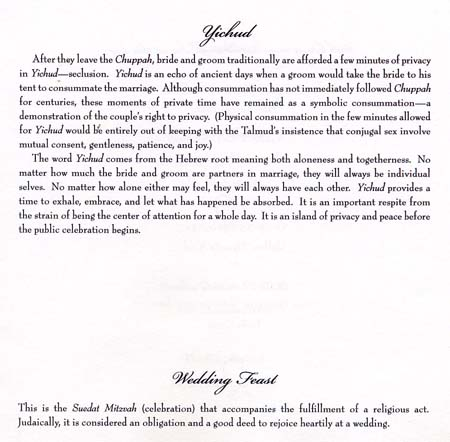 Yichud
After they leave the Chuppah, bride and groom traditionally are afforded a few minutes of privacy
in Yichud—seclusion. Yichud is an echo of ancient days when a groom would take the bride to his
tent to consummate the marriage. Although consummation has not immediately followed Chuppah
for centuries, these moments of private time have remained as a symbolic consummation—a
demonstration of the couple's right to privacy. (Physical consummation in the few minutes allowed
for Yichud would be entirely out of keeping with the Talmud's insistence that conjugal sex involve
mutual consent, gentleness, patience, and joy.)
The word Yichud comes from the Hebrew root meaning both aloneness and togetherness. No
matter how much the bride and groom are partners in marriage, they will always be individual
selves. No matter how alone either may feel, they will always have each other. Yichud provides a
time to exhale, embrace, and let what has happened be absorbed. It is an important respite from
the strain of being the center of attention for a whole day. It is an island of privacy and peace before
the public celebration begins.
Wedding Feast
This is the Suedat Mitzvah (celebration) that accompanies the fulfillment of a religious act.
Judaically, it is considered an obligation and a good deed to rejoice heartily at a wedding.